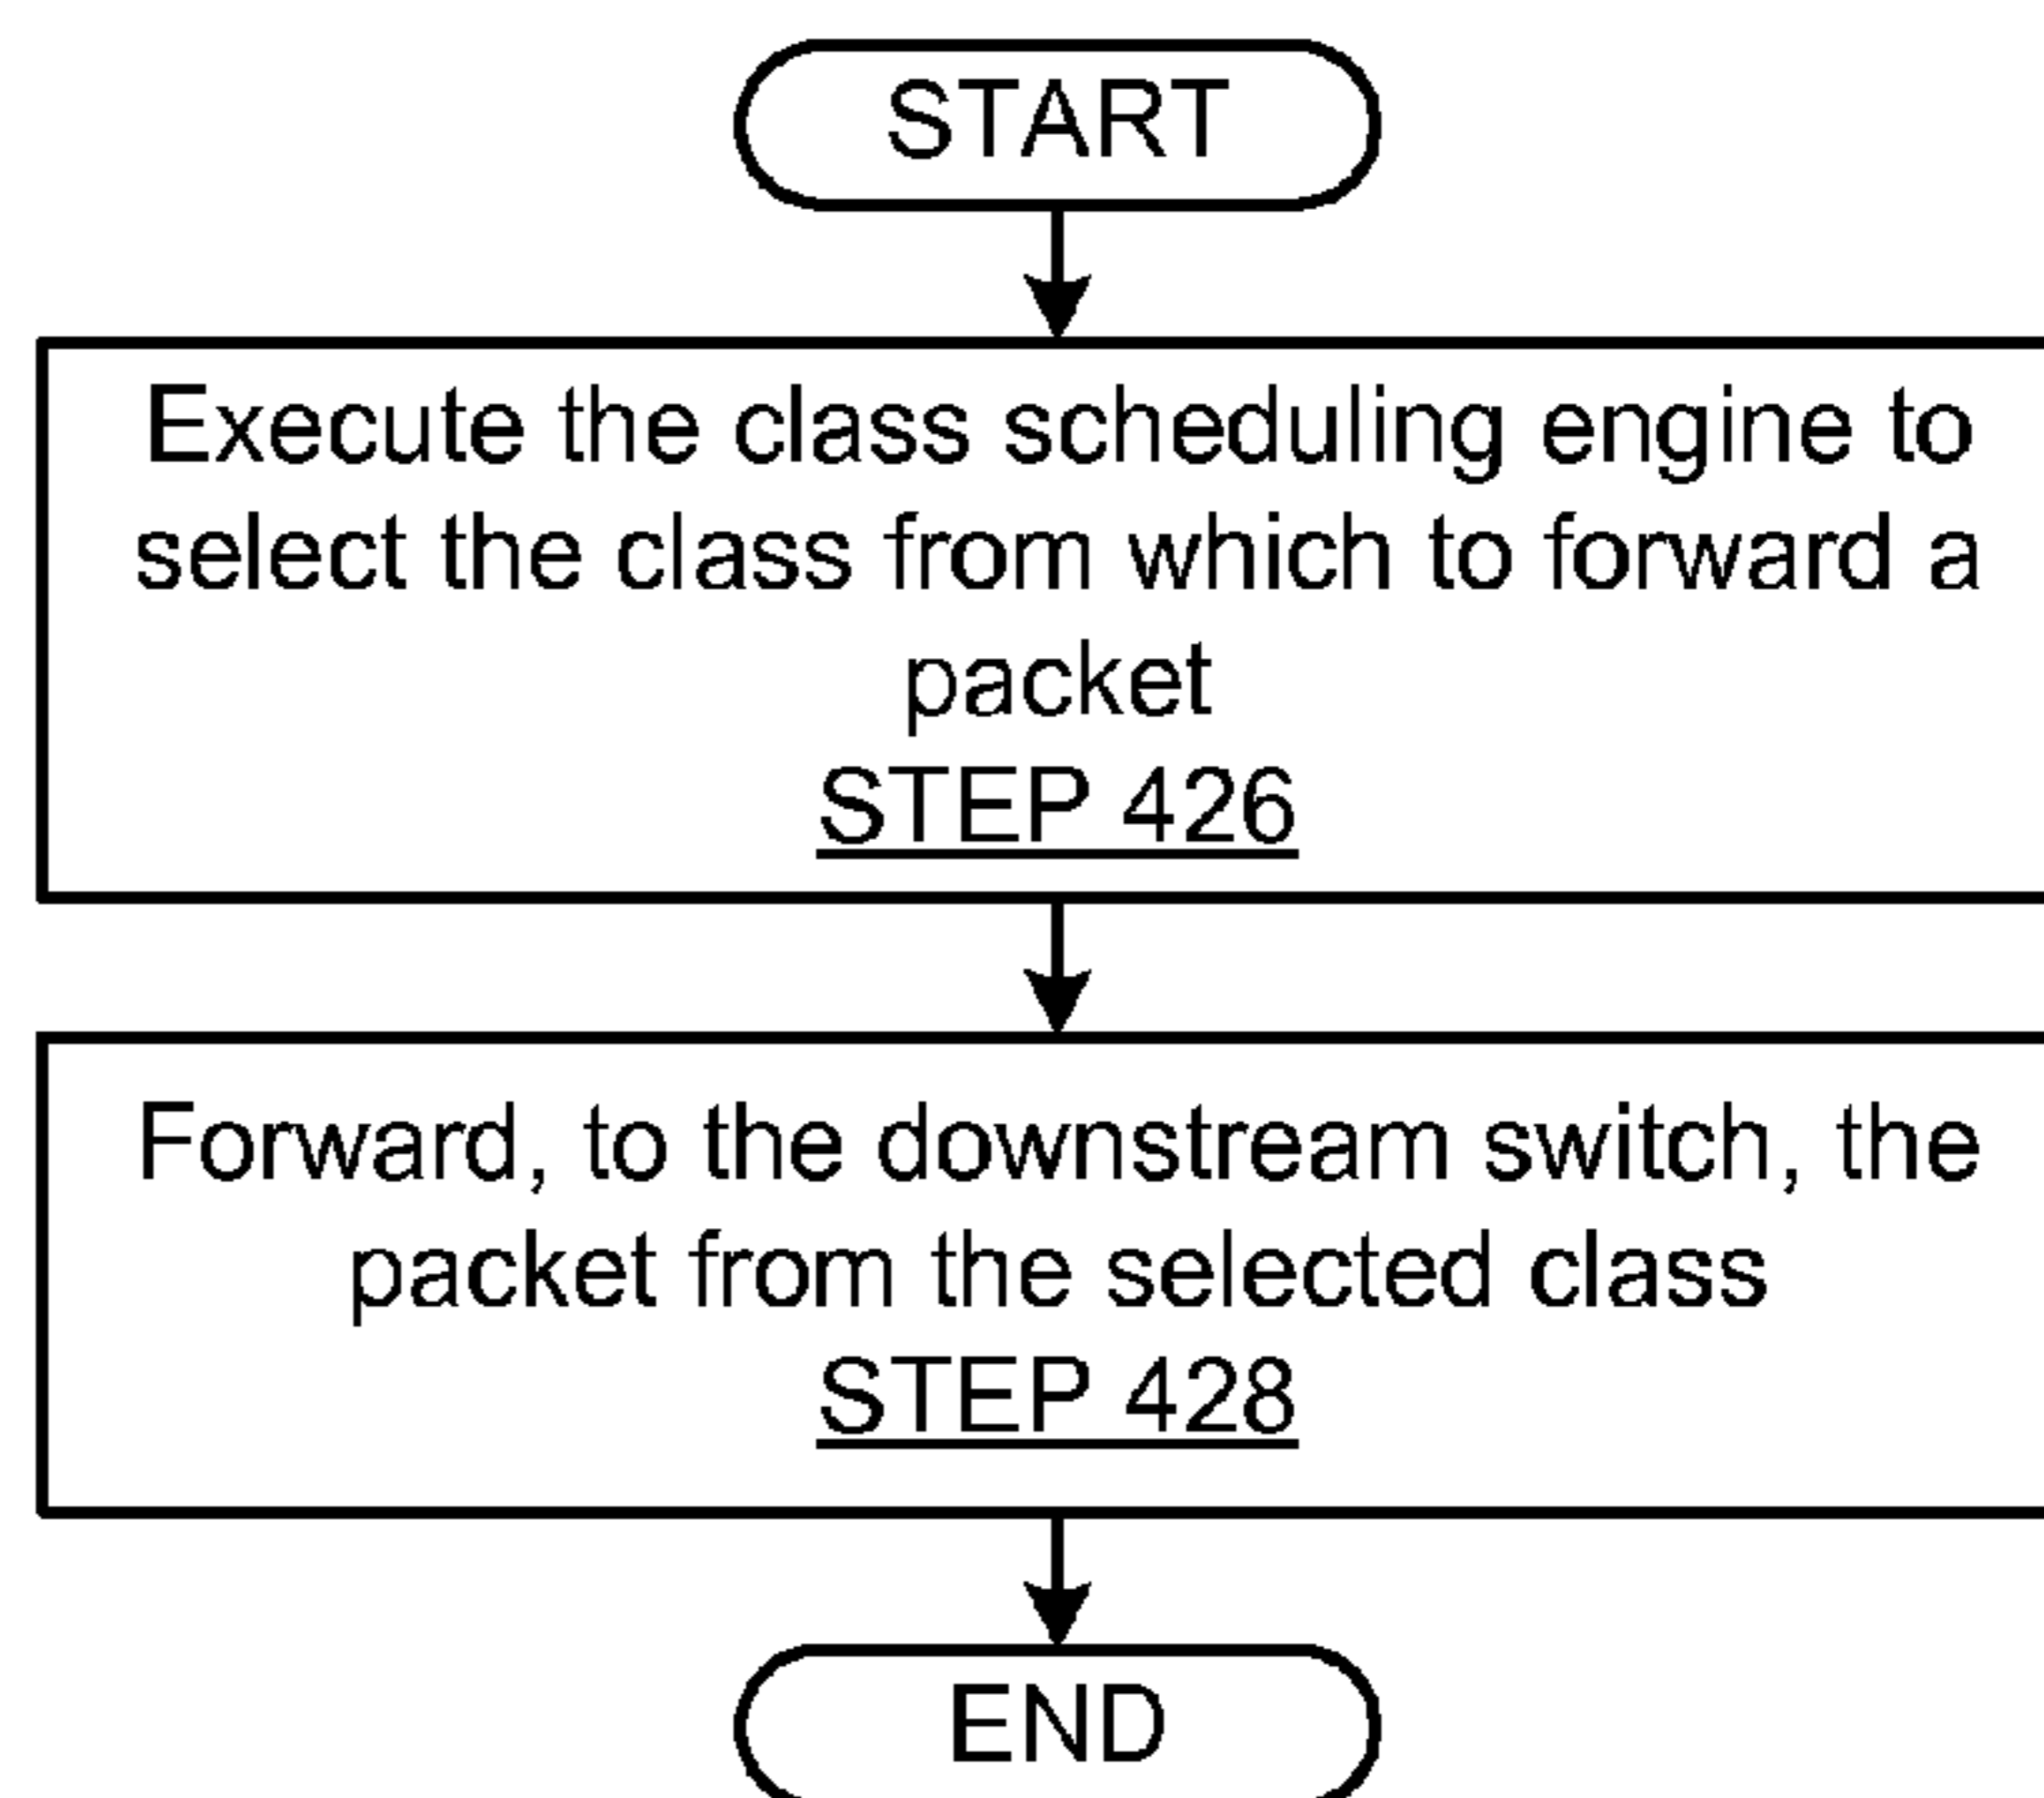 START
Execute the class scheduling engine to
select the class from which to forward a
packet
STEP 426
Forward, to the downstream switch, the
packet from the selected class
STEP 428
END